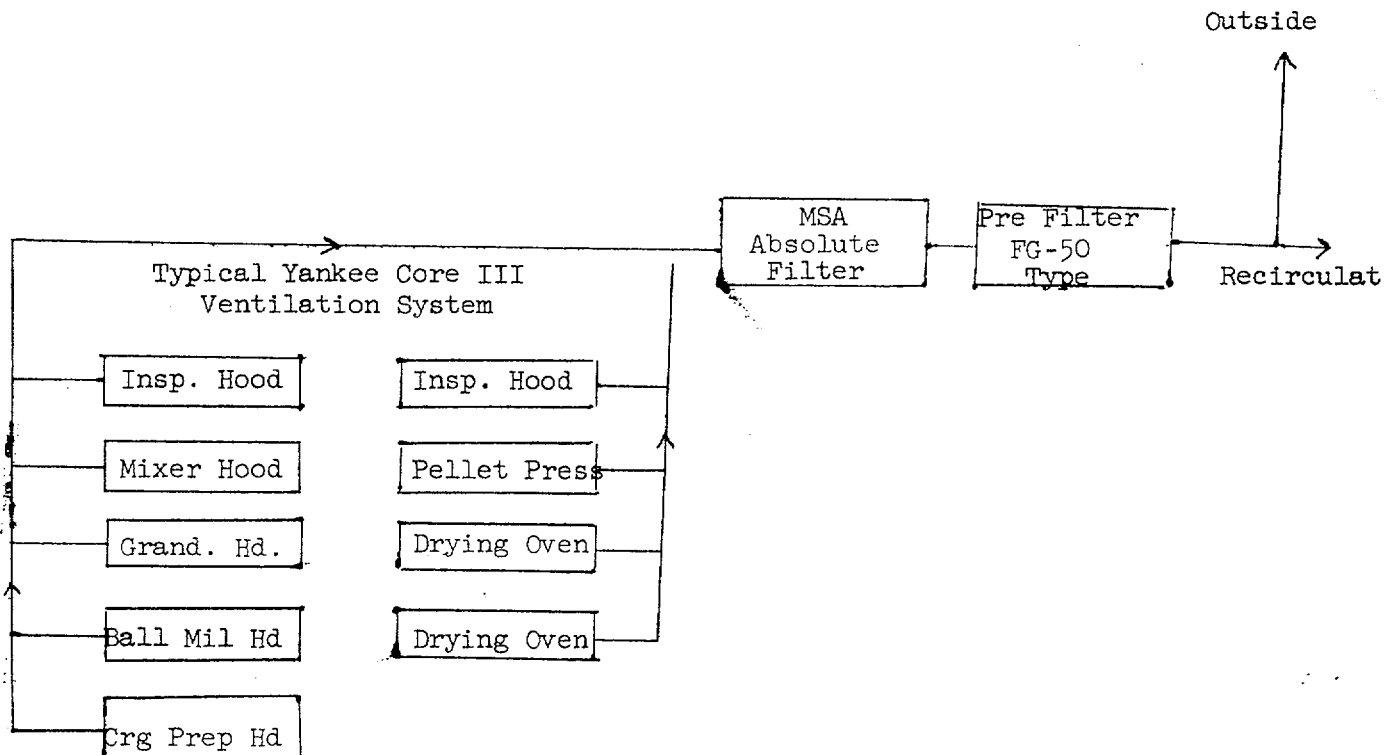 Outside
MSA
Absolute
Filter
Pre Filter
FG-50
Type
Recirculat
Typical Yankee Core III
Ventilation System
Insp. Hood
Insp. Hood
Mixer Hood
Pellet Press
Grand. Hd.
Drying Oven
Ball Mil Hd
Drying Oven
Crg Prep Hd